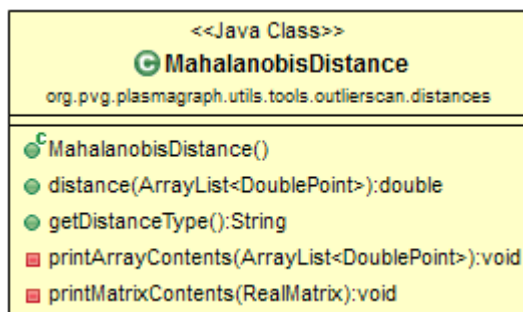 <<Java Class>>
C MahalanobisDistance
org.pvg.plasmagraph.utils.tools.outlierscan.distances
C MahalanobisDistance()
distance(ArrayList<DoublePoint>):double
getDistanceType():String
printArrayContents(ArrayList<DoublePoint>):void
printMatrixContents(RealMatrix):void